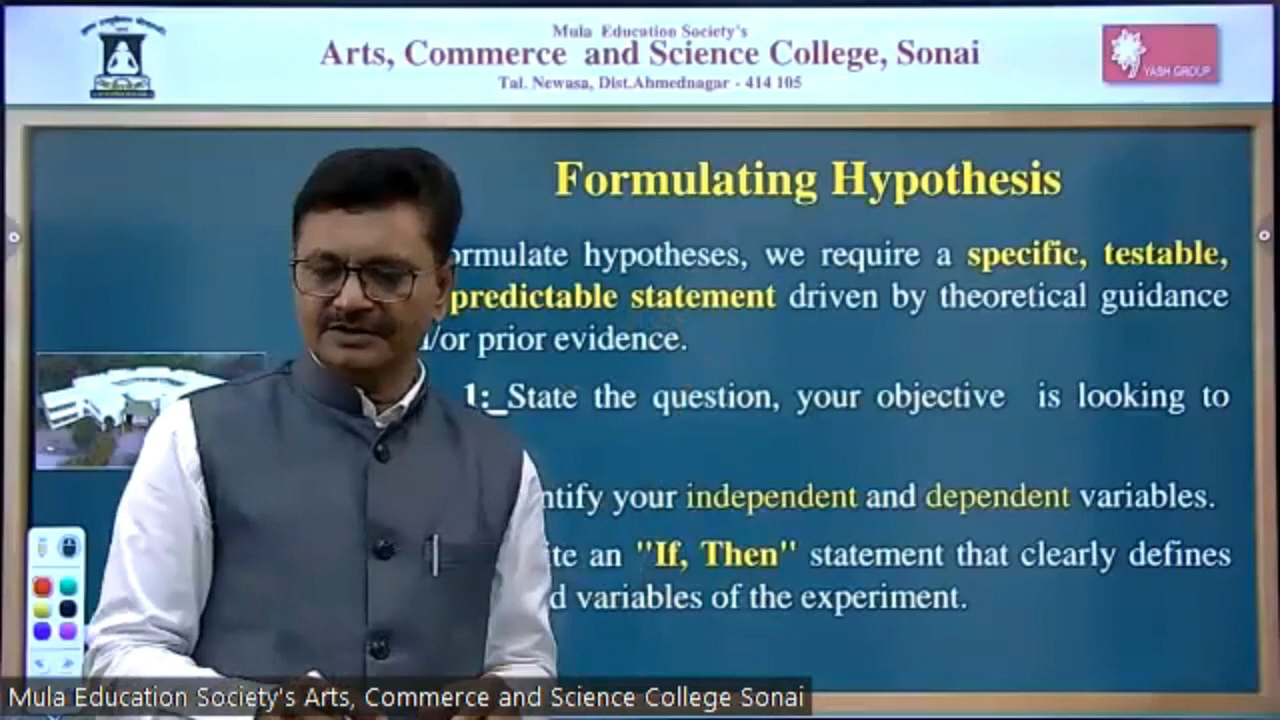 Mula Education Society's
Arts, Commerce and Science College, Sonai
Tal. Newasa, Dist.Ahmednagar - 414 105
YASH GROUP
Formulating Hypothesis
ormulate hypotheses, we require a specific, testable,
predictable statement driven by theoretical guidance
/or prior evidence.
1:_State the question, your objective is looking to
ntify your independent and dependent variables.
te an "If, Then" statement that clearly defines
d variables of the experiment.
Mula Education Society's Arts, Commerce and Science College Sonai